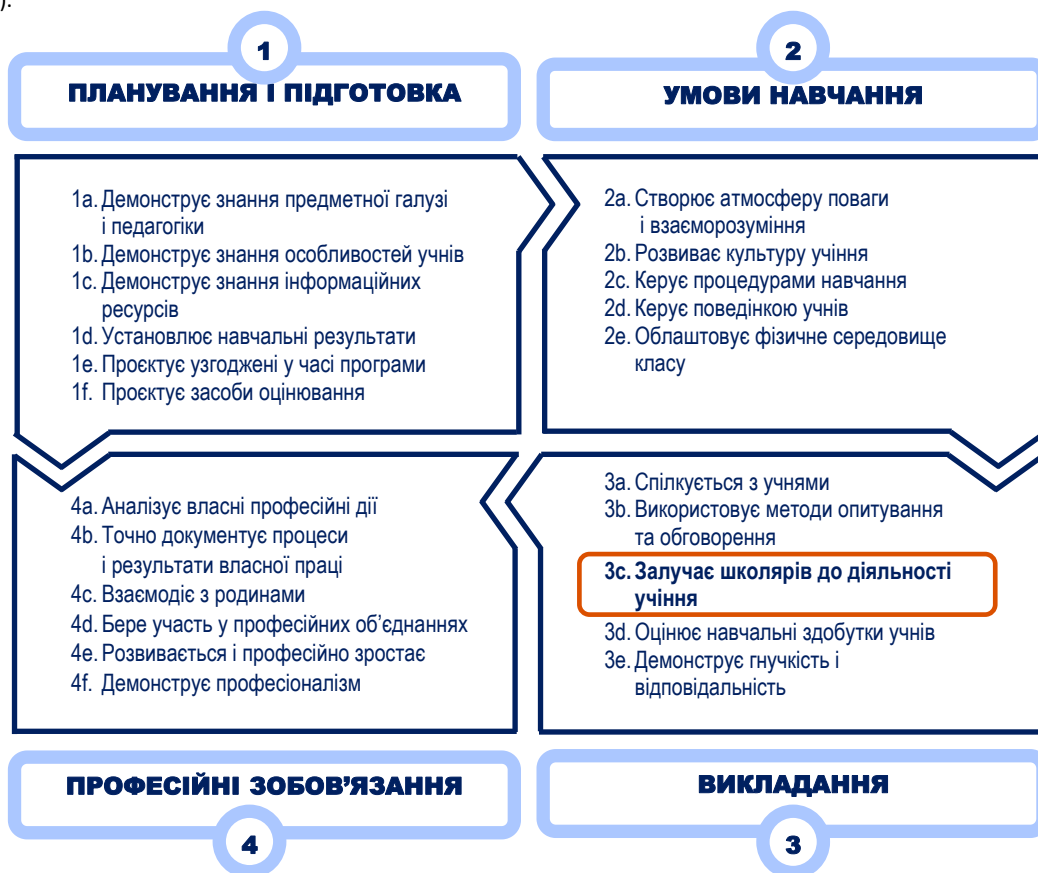 ).
1
ПЛАНУВАННЯ І ПІДГОТОВКА
1a. Демонструє знання предметної галузі
і педагогіки
1b. Демонструє знання особливостей учнів
1c. Демонструє знання інформаційних
ресурсів
1d. Установлює навчальні результати
1e. Проєктує узгоджені у часі програми
1f. Проєктує засоби оцінювання
2
УМОВИ НАВЧАННЯ
2a. Створює атмосферу поваги
і взаєморозуміння
2b. Розвиває культуру учіння
2c. Керує процедурами навчання
2d. Керує поведінкою учнів
2e. Облаштовує фізичне середовище
класу
4a. Аналізує власні професійні дії
4b. Точно документує процеси
і результати власної праці
4c. Взаємодіє з родинами
4d. Бере участь у професійних об’єднаннях
4e. Розвивається і професійно зростає
4f. Демонструє професіоналізм
ПРОФЕСІЙНІ ЗОБОВ’ЯЗАННЯ
4
3a. Спілкується з учнями
3b. Використовує методи опитування
та обговорення
3c. Залучає школярів до діяльності
учіння
3d. Оцінює навчальні здобутки учнів
3e. Демонструє гнучкість і
відповідальність
ВИКЛАДАННЯ
3